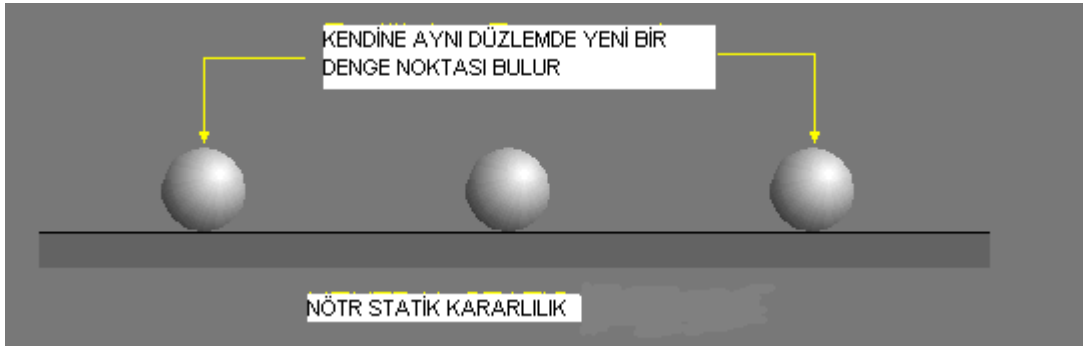 KENDİNE AYNI DÜZLEMDE YENİ BİR
DENGE NOKTASI BULUR
NÖTR STATİK KARARLILIK